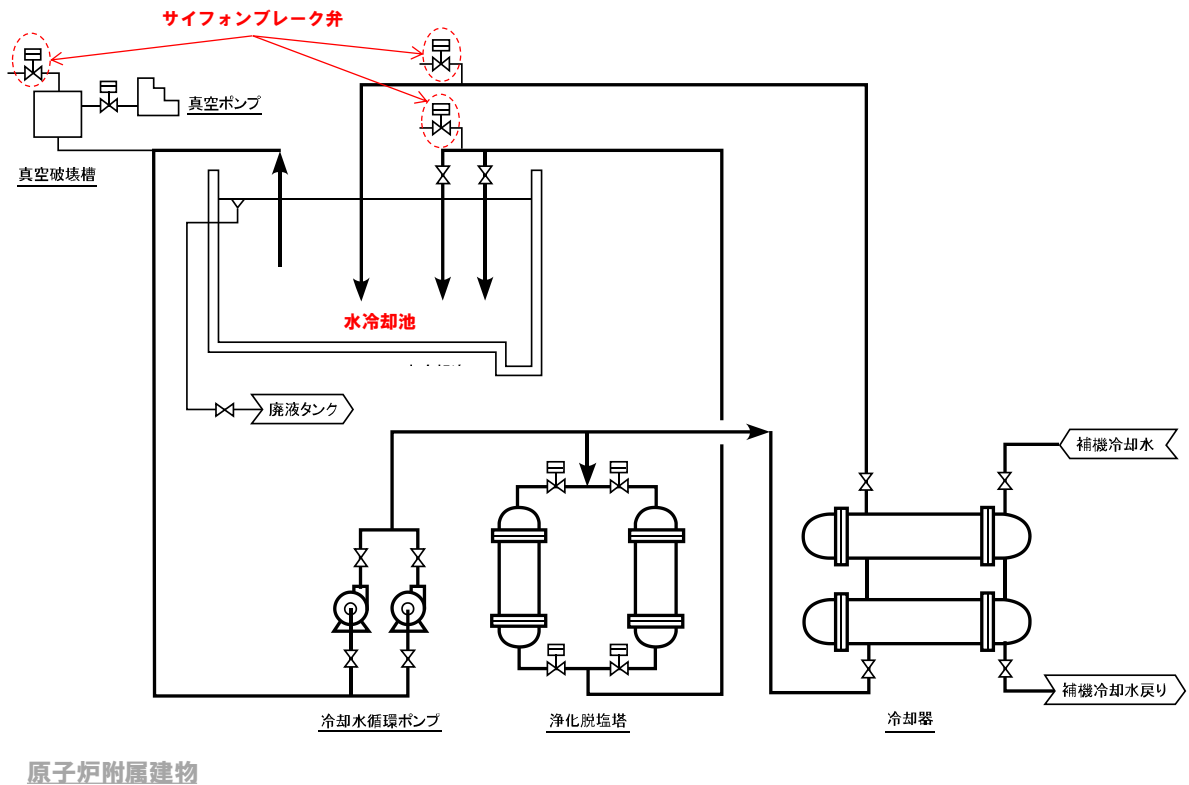 サイフォンブレーク弁
真空ポンプ
真空破壊槽
水冷却池
廃液タンク
補機冷却水
補機冷却水戻り
冷却水循環ポンプ
浄化脱塩塔
冷却器
原子炉附属建物